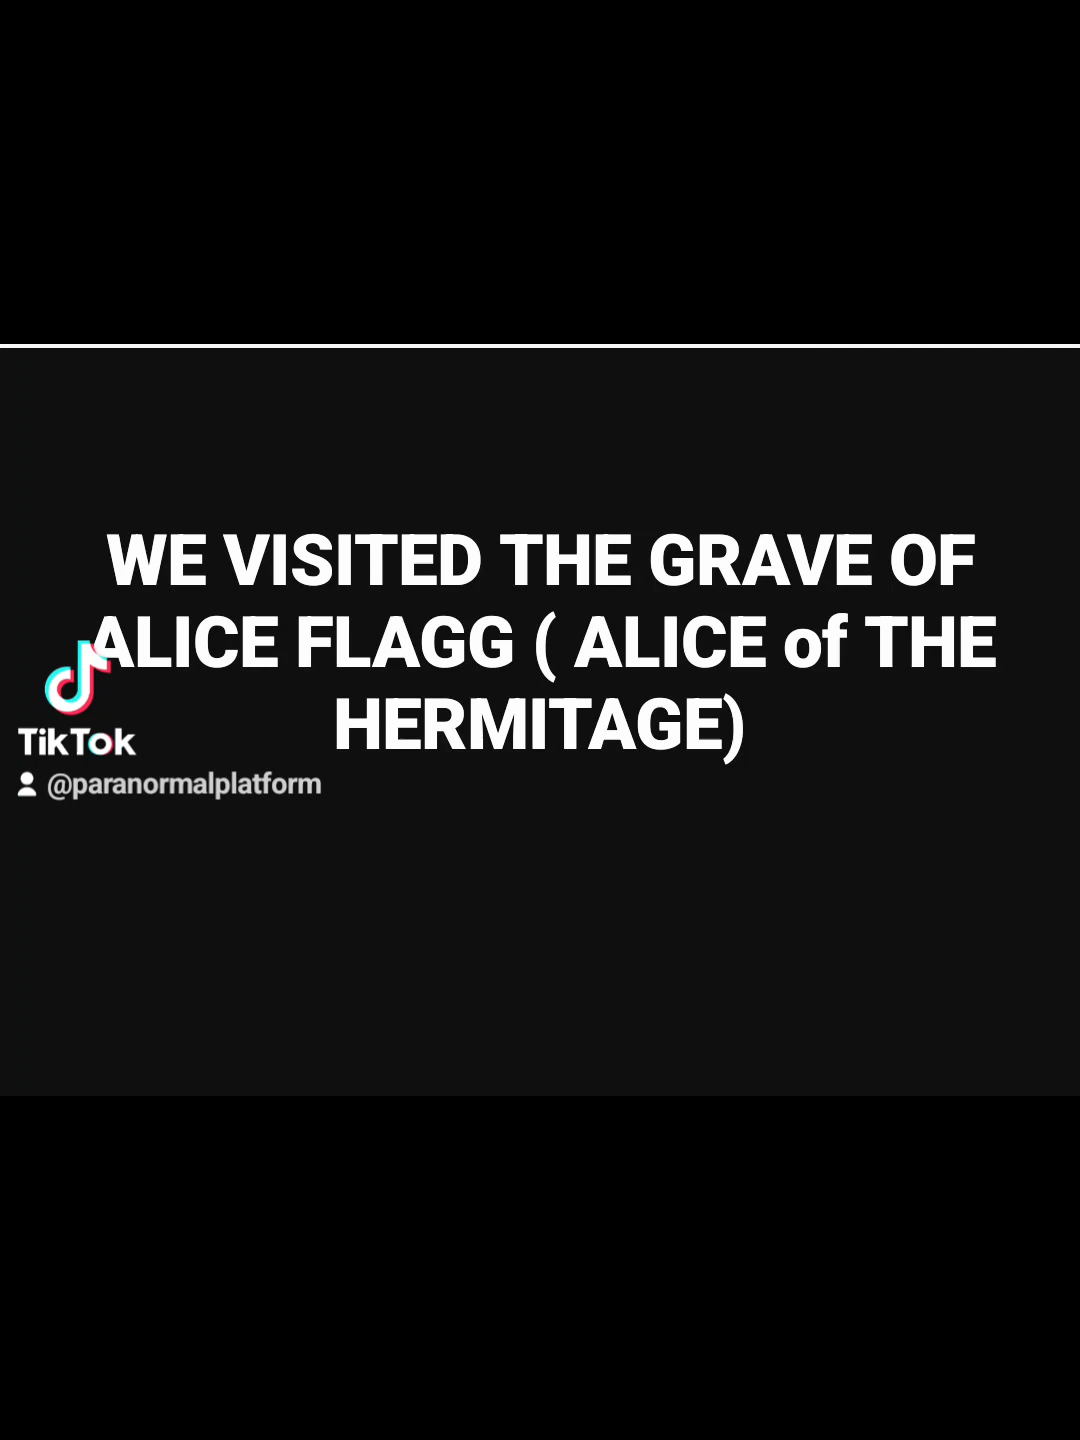 WE VISITED THE GRAVE OF
ALICE FLAGG ( ALICE of THE
HERMITAGE)
TikTok
@paranormalplatform